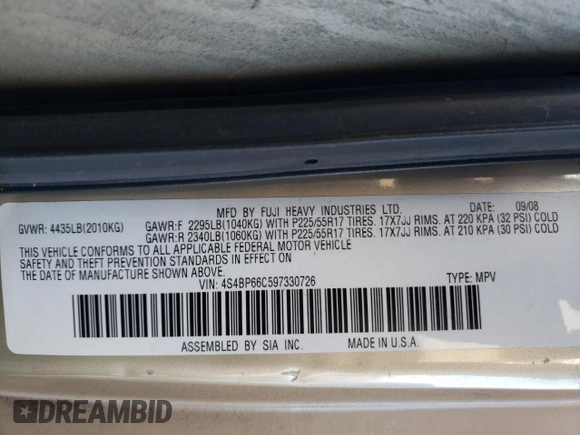 MFD BY FUJI HEAVY INDUSTRIES LTD. DATE: 09/08
GVWR: 4435LB(2010KG) GAWR:F 2295LB(1040KG) WITH P225/55R17 TIRES. 17X7JJ RIMS. AT 220 KPA (32 PSI) COLD
GAWR:R 2340LB(1060KG) WITH P225/55R17 TIRES. 17X7JJ RIMS. AT 210 KPA (30 PSI) COLD
THIS VEHICLE CONFORMS TO ALL APPLICABLE FEDERAL MOTOR VEHICLE
SAFETY AND THEFT PREVENTION STANDARDS IN EFFECT ON
THE DATE OF MANUFACTURE SHOWN ABOVE.
VIN: 4S4BP66C597330726 TYPE: MPV
ASSEMBLED BY SIA INC. MADE IN U.S.A.
DREAMBID